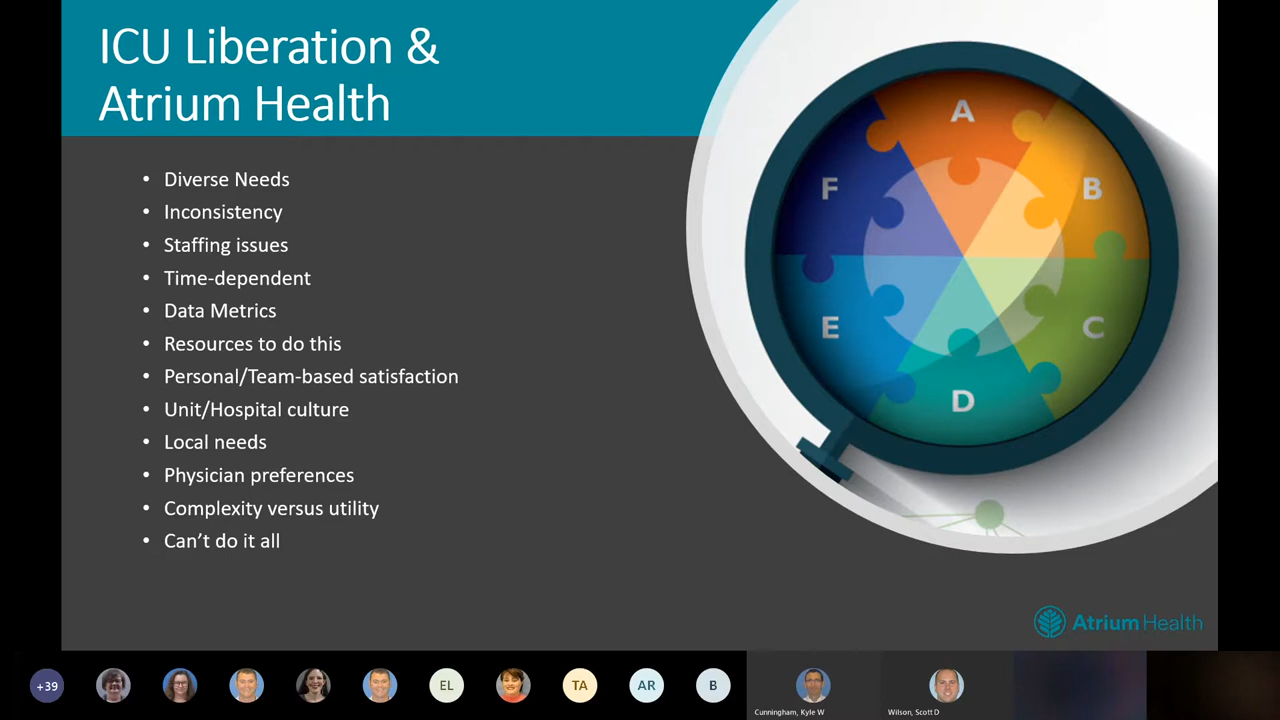 ICU Liberation &
Atrium Health
• Diverse Needs
• Inconsistency
• Staffing issues
• Time-dependent
• Data Metrics
• Resources to do this
• Personal/Team-based satisfaction
• Unit/Hospital culture
• Local needs
• Physician preferences
• Complexity versus utility
• Can't do it all
A
B
C
D
E
F
Atrium Health
+39
EL
TA
AR
B
Cunningham, Kyle W
Wilson, Scott D